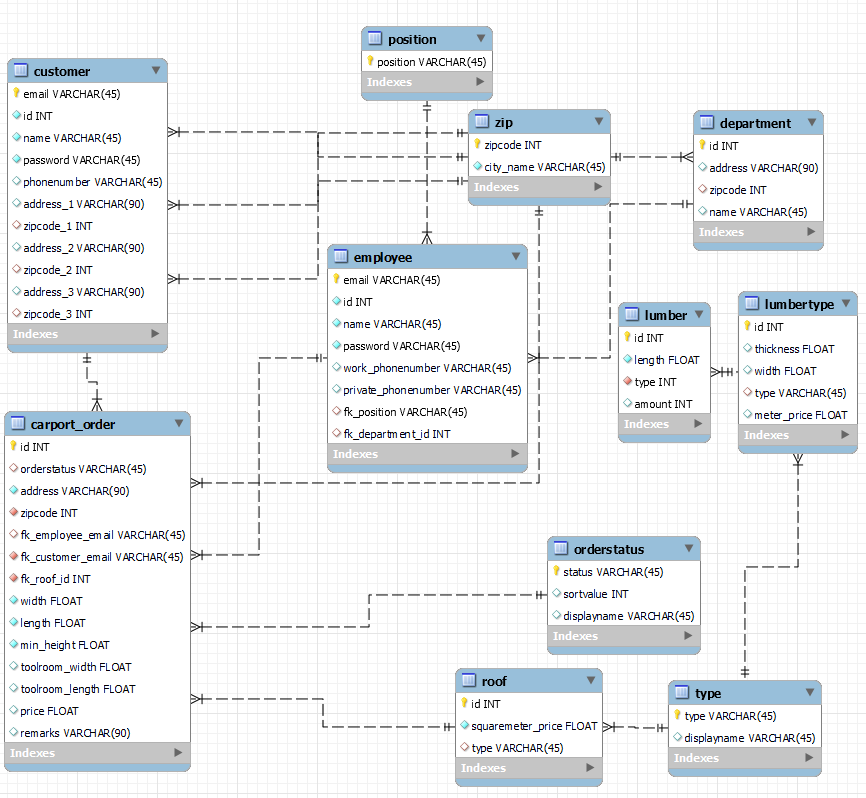 position
position VARCHAR(45)
Indexes
customer
email VARCHAR(45)
id INT
name VARCHAR(45)
password VARCHAR(45)
phonenumber VARCHAR(45)
address_1 VARCHAR(90)
zipcode_1 INT
address_2 VARCHAR(90)
zipcode_2 INT
address_3 VARCHAR(90)
zipcode_3 INT
Indexes
zip
zipcode INT
city_name VARCHAR(45)
Indexes
department
id INT
address VARCHAR(90)
zipcode INT
name VARCHAR(45)
Indexes
employee
email VARCHAR(45)
id INT
name VARCHAR(45)
password VARCHAR(45)
work_phonenumber VARCHAR(45)
private_phonenumber VARCHAR(45)
fk_position VARCHAR(45)
fk_department_id INT
Indexes
lumber
id INT
length FLOAT
type INT
amount INT
Indexes
lumbertype
id INT
thickness FLOAT
width FLOAT
type VARCHAR(45)
meter_price FLOAT
Indexes
carport_order
id INT
orderstatus VARCHAR(45)
address VARCHAR(90)
zipcode INT
fk_employee_email VARCHAR(45)
fk_customer_email VARCHAR(45)
fk_roof_id INT
width FLOAT
length FLOAT
min_height FLOAT
toolroom_width FLOAT
toolroom_length FLOAT
price FLOAT
remarks VARCHAR(90)
Indexes
orderstatus
status VARCHAR(45)
sortvalue INT
displayname VARCHAR(45)
Indexes
roof
id INT
squaremeter_price FLOAT
type VARCHAR(45)
Indexes
type
type VARCHAR(45)
displayname VARCHAR(45)
Indexes